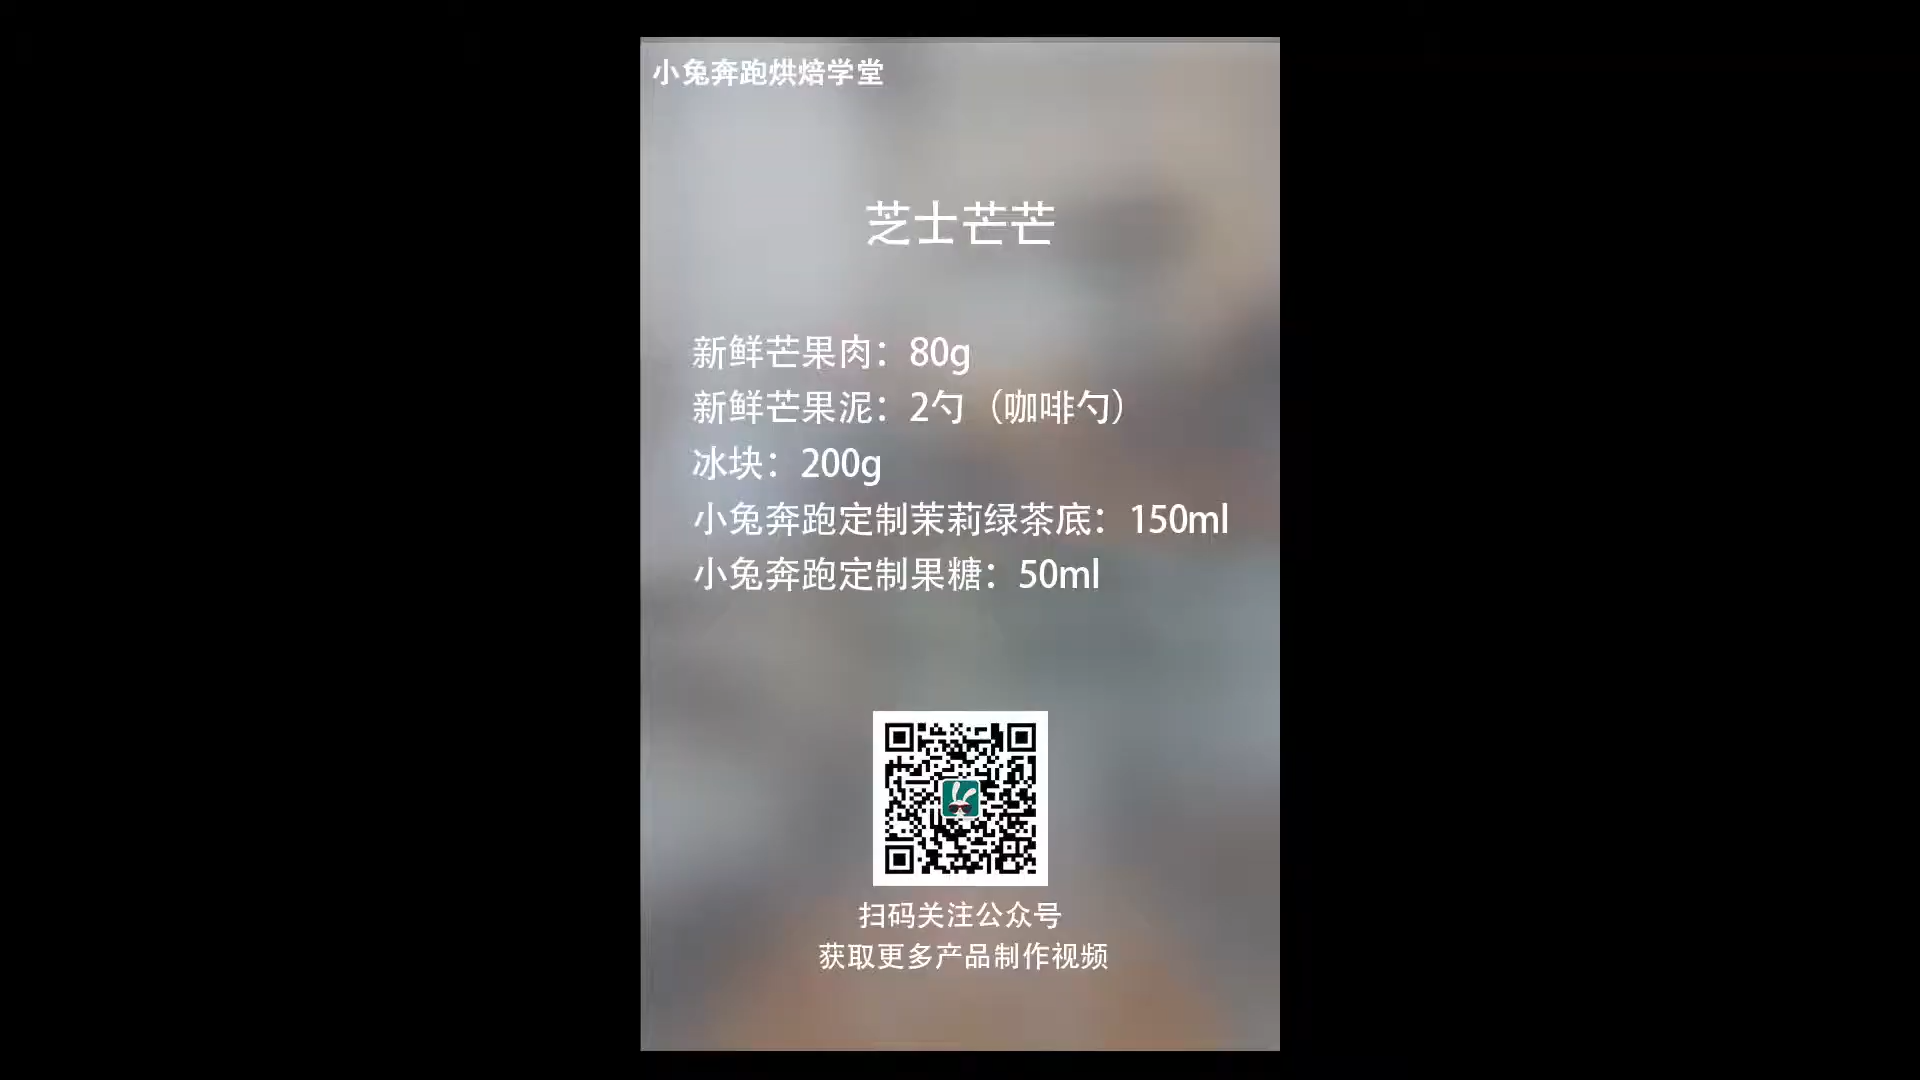 小兔奔跑烘焙学堂
芝士芒芒
新鲜芒果肉：80g
新鲜芒果泥：2勺（咖啡勺）
冰块：200g
小兔奔跑定制茉莉绿茶底：150ml
小兔奔跑定制果糖：50ml
扫码关注公众号
获取更多产品制作视频